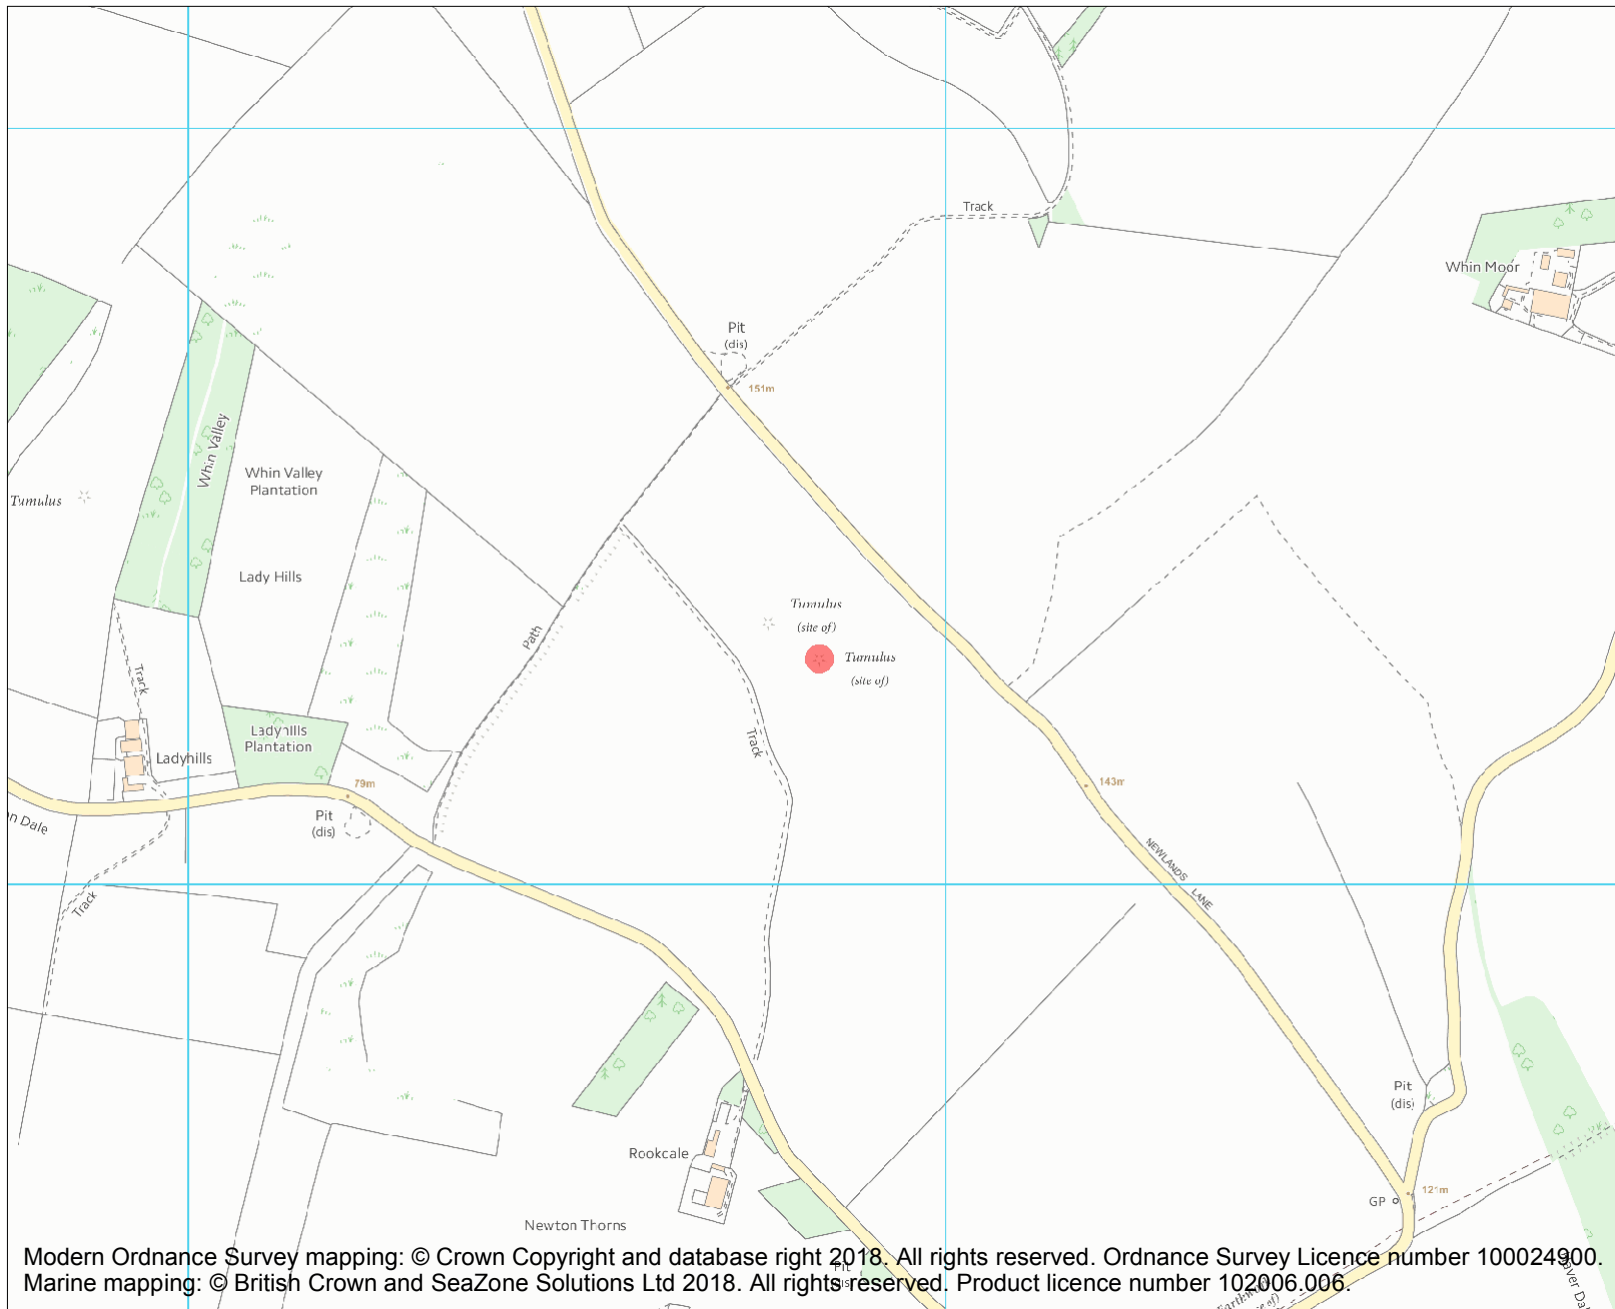 Track
Whin Moor
Pit
(dis)
151m
Whin Valley
Whin Valley
Plantation
Tumulus
Lady Hills
Tumulus
(site of)
Path
Tumulus
(site of)
Track
Ladyhills
Plantation
Track
Ladyhills
79m
143m
Pit
(dis)
n Dale
NEWLANDS LANE
Track
Pit
(dis)
Rookdale
121m
GP
Newton Thorns
Modern Ordnance Survey mapping: © Crown Copyright and database right 2018. All rights reserved. Ordnance Survey Licence number 100024900.
Marine mapping: © British Crown and SeaZone Solutions Ltd 2018. All rights reserved. Product licence number 102006.006.
Pit